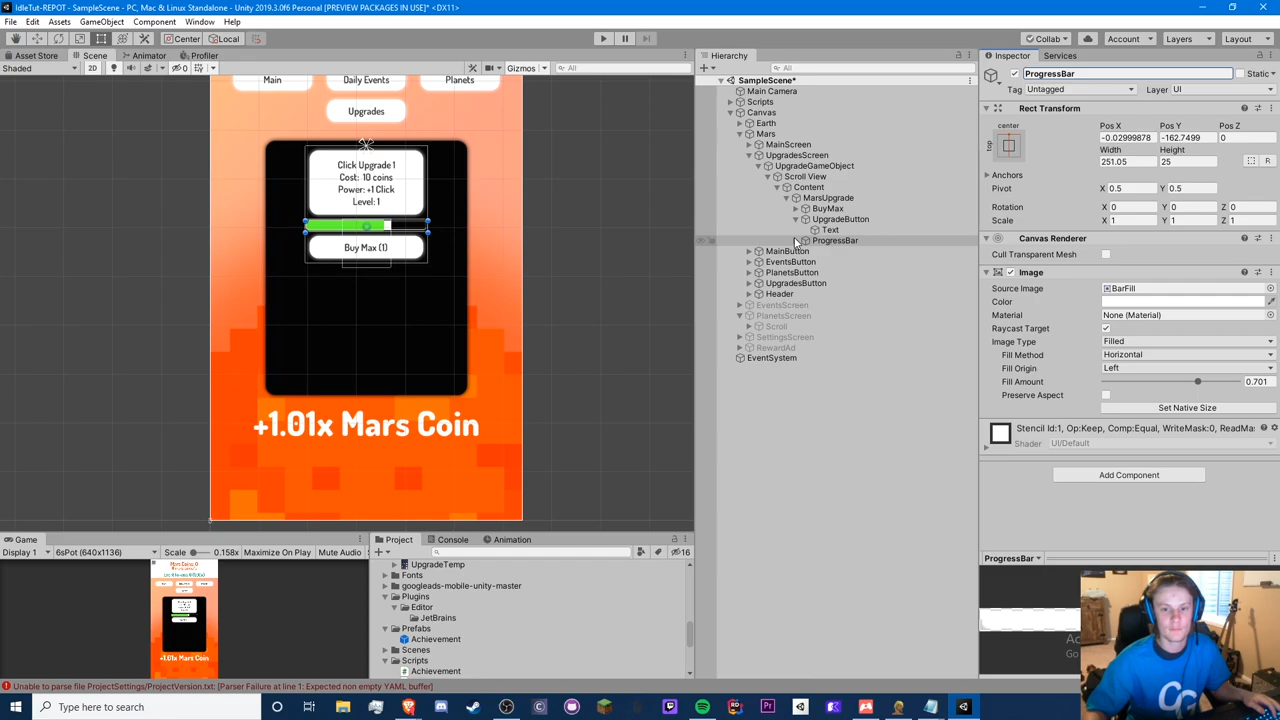 IdleTut-REPOT - SampleScene - PC, Mac & Linux Standalone - Unity 2019.3.0f6 Personal [PREVIEW PACKAGES IN USE]* <DX11>
File Edit Assets GameObject Component Window Help
Center Local Collab Account Layers Layout
Asset Store Scene Animator Profiler
Shaded 2D 0 Gizmos All
Main Daily Events Planets
Upgrades
Click Upgrade 1
Cost: 10 coins
Power: +1 Click
Level: 1
Buy Max (1)
+1.01x Mars Coin
Hierarchy
All
SampleScene*
Main Camera
Scripts
Canvas
Earth
Mars
MainScreen
UpgradesScreen
UpgradeGameObject
Scroll View
Content
MarsUpgrade
BuyMax
UpgradeButton
Text
ProgressBar
MainButton
EventsButton
PlanetsButton
UpgradesButton
Header
EventsScreen
PlanetsScreen
Scroll
SettingsScreen
RewardAd
EventSystem
Inspector Services
ProgressBar Static
Tag Untagged Layer UI
Rect Transform
center Pos X Pos Y Pos Z
top -0.02999878 -162.7499 0
Width Height
251.05 25
R
Anchors
Pivot X 0.5 Y 0.5
Rotation X 0 Y 0 Z 0
Scale X 1 Y 1 Z 1
Canvas Renderer
Cull Transparent Mesh
Image
Source Image BarFill
Color
Material None (Material)
Raycast Target
Image Type Filled
Fill Method Horizontal
Fill Origin Left
Fill Amount 0.701
Preserve Aspect
Set Native Size
Stencil Id:1, Op:Keep, Comp:Equal, WriteMask:0, ReadMas
Shader UI/Default
Add Component
ProgressBar
Game
Display 1 6sPot (640x1136) Scale 0.158x Maximize On Play Mute Audio
+1.01x Mars Coin
Project Console Animation
16
UpgradeTemp
Fonts
googleads-mobile-unity-master
Plugins
Editor
JetBrains
Prefabs
Achievement
Scenes
Scripts
Achievement
Unable to parse file ProjectSettings/ProjectVersion.txt: [Parser Failure at line 1: Expected non empty YAML buffer]
Type here to search